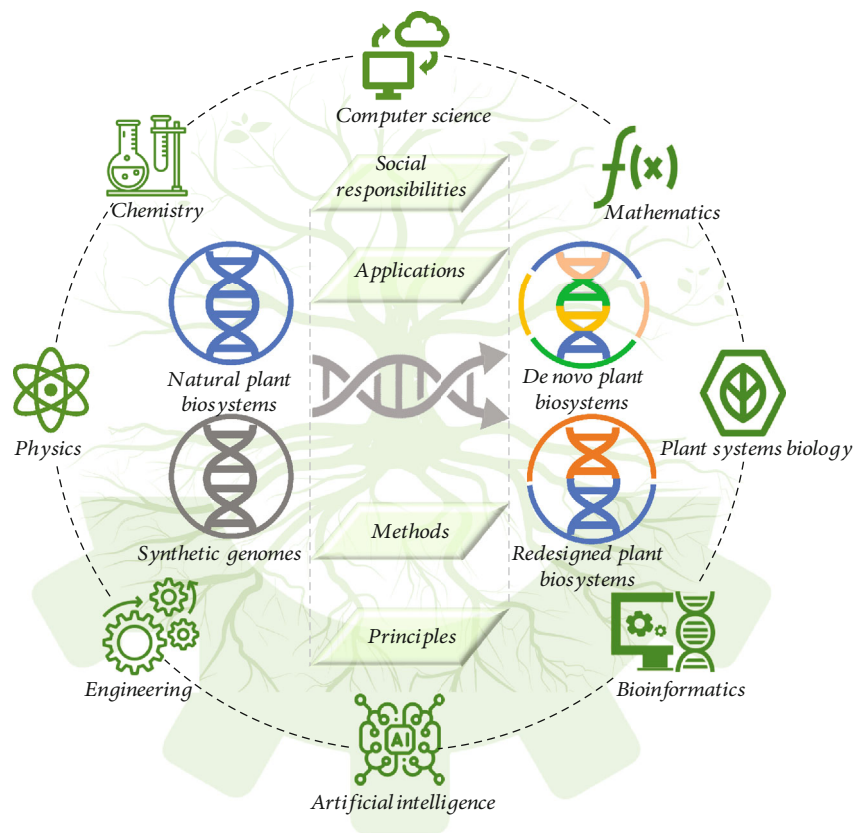 Computer science
Social
responsibilities
f(x)
Chemistry
Mathematics
Applications
Natural plant
biosystems
De novo plant
biosystems
Physics
Plant systems biology
Methods
Synthetic genomes
Redesigned plant
biosystems
Principles
Engineering
Bioinformatics
AI
Artificial intelligence